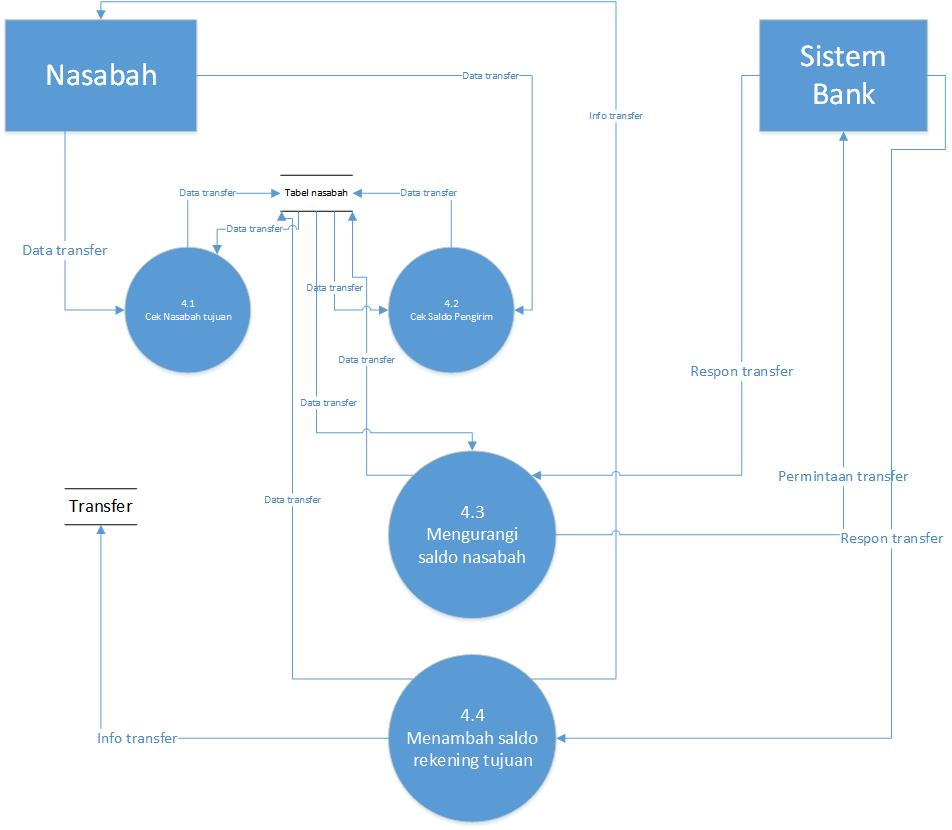 Nasabah
Sistem
Bank
Data transfer
Info transfer
Data transfer
Tabel nasabah
Data transfer
Data transfer
Data transfer
Data transfer
4.1
Cek Nasabah tujuan
4.2
Cek Saldo Pengirim
Data transfer
Respon transfer
Data transfer
Permintaan transfer
Data transfer
Transfer
4.3
Mengurangi
saldo nasabah
Respon transfer
4.4
Menambah saldo
rekening tujuan
Info transfer